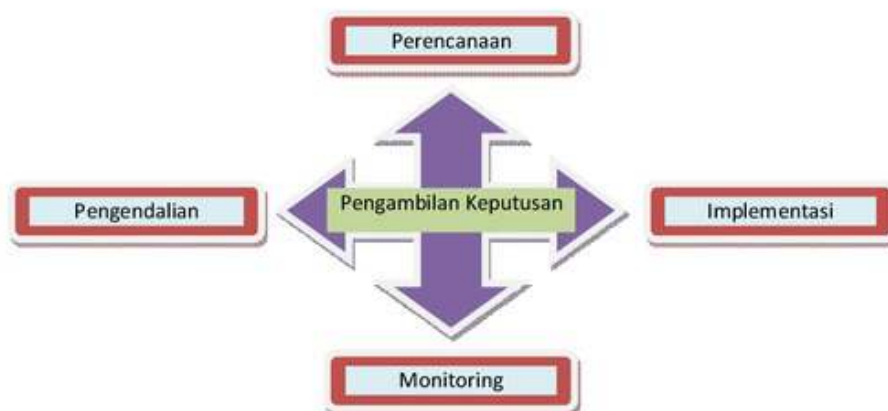 Perencanaan
Pengendalian
Pengambilan Keputusan
Implementasi
Monitoring